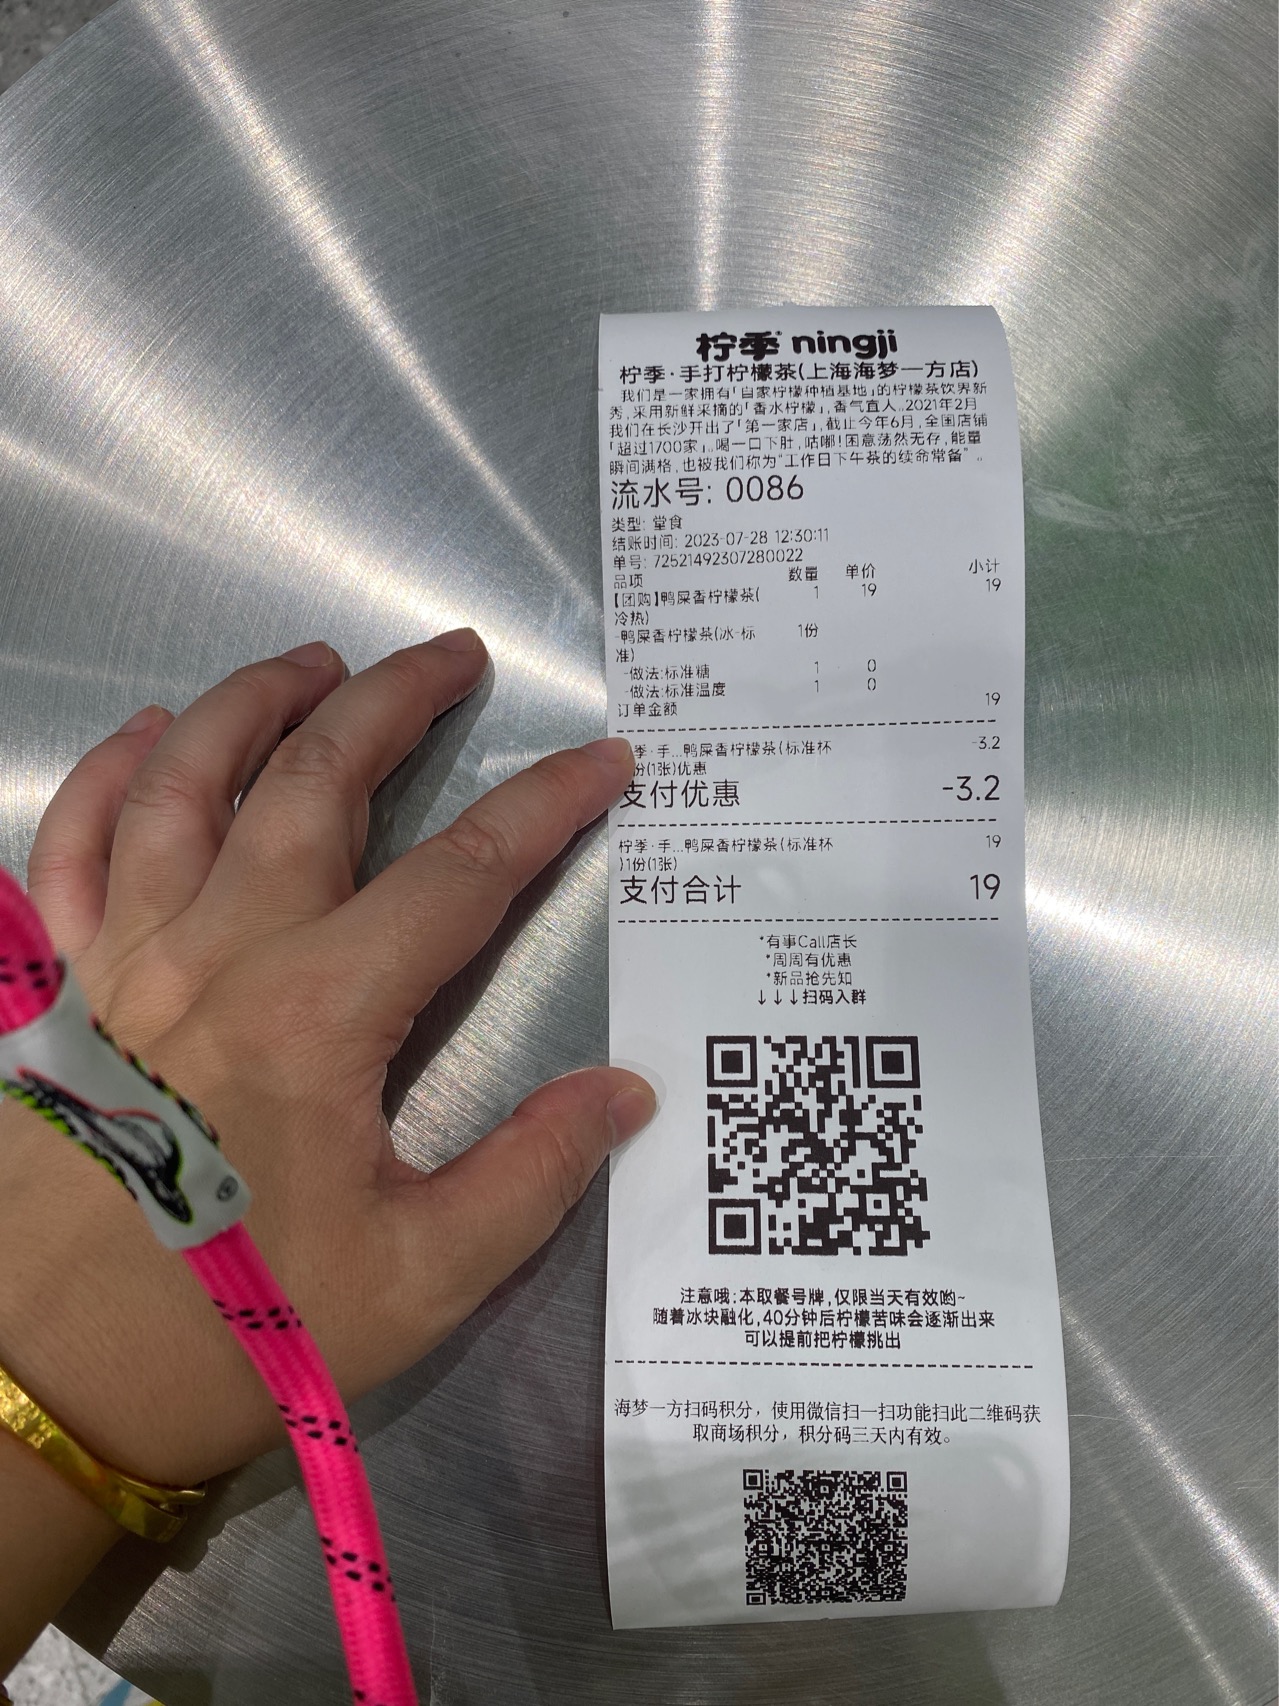 柠季 ningji
柠季·手打柠檬茶(上海海梦一方店)
我们是一家拥有「自家柠檬种植基地」的柠檬茶饮界新
秀,采用新鲜采摘的「香水柠檬」,香气直人..2021年2月
我们在长沙开出了「第一家店」,截止今年6月,全国店铺
「超过1700家」..喝一口下肚,咕嘟!困意荡然无存,能量
瞬间满格,也被我们称为"工作日下午茶的续命常备"..
流水号: 0086
类型: 堂食
结账时间: 2023-07-28 12:30:11
单号: 72521492307280022
品项 数量 单价 小计
【团购】鸭屎香柠檬茶( 1 19 19
冷热)
-鸭屎香柠檬茶(冰-标 1份
准)
-做法:标准糖 1 0
-做法:标准温度 1 0
订单金额 19
季·手...鸭屎香柠檬茶(标准杯 -3.2
份(1张)优惠
支付优惠 -3.2
柠季·手...鸭屎香柠檬茶(标准杯 19
)1份(1张)
支付合计 19
*有事Call店长
*周周有优惠
*新品抢先知
↓↓↓扫码入群
注意哦:本取餐号牌,仅限当天有效哟~
随着冰块融化,40分钟后柠檬苦味会逐渐出来
可以提前把柠檬挑出
海梦一方扫码积分，使用微信扫一扫功能扫此二维码获
取商场积分，积分码三天内有效。